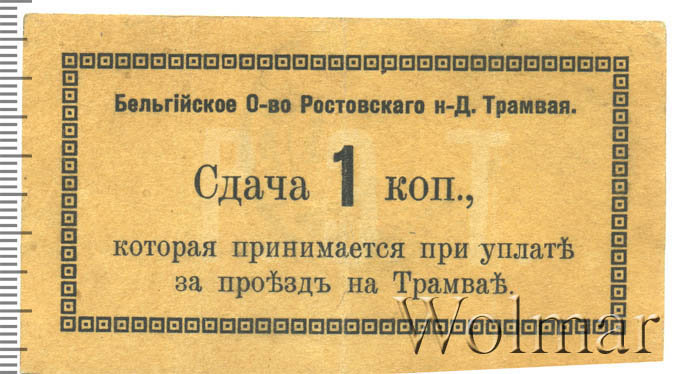 Бельгійское О-во Ростовскаго н-Д. Трамвая.
Р О Т
Сдача 1 коп.,
которая принимается при уплатѣ
за проѣздъ на Трамваѣ.
Wolmar